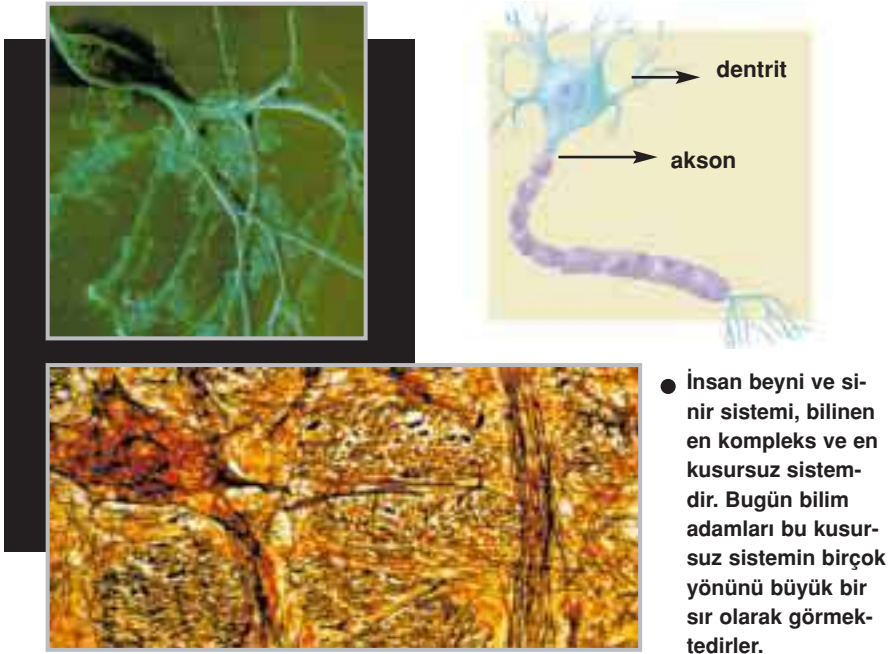 dentrit
akson
● İnsan beyni ve si-
nir sistemi, bilinen
en kompleks ve en
kusursuz sistem-
dir. Bugün bilim
adamları bu kusur-
suz sistemin birçok
yönünü büyük bir
sır olarak görmek-
tedirler.